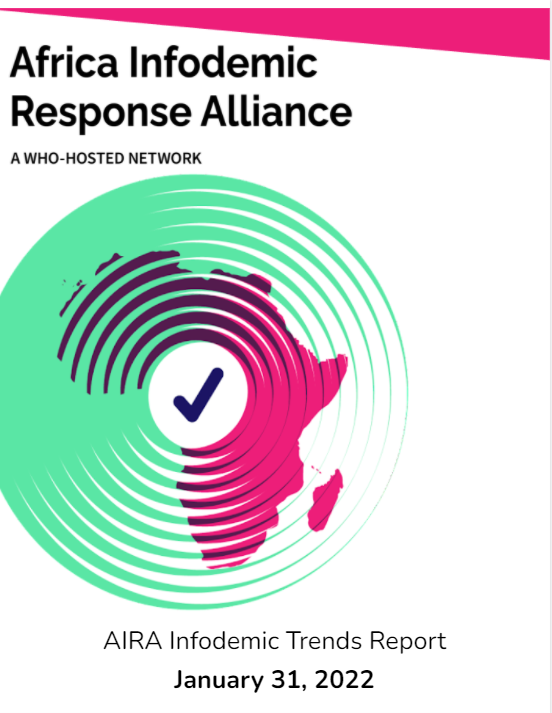 Africa Infodemic
Response Alliance
A WHO-HOSTED NETWORK
AIRA Infodemic Trends Report
January 31, 2022